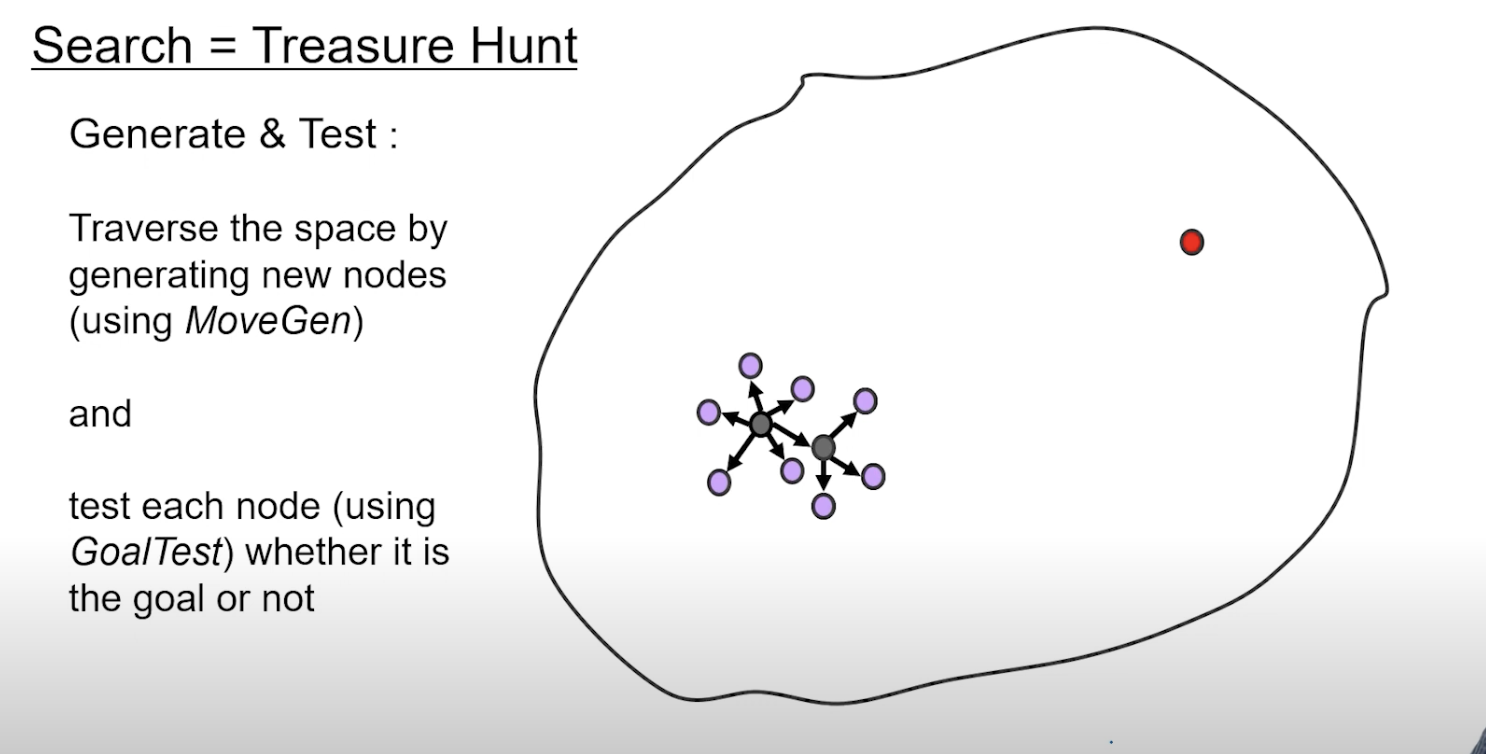 Search = Treasure Hunt
Generate & Test :
Traverse the space by
generating new nodes
(using MoveGen)
and
test each node (using
GoalTest) whether it is
the goal or not